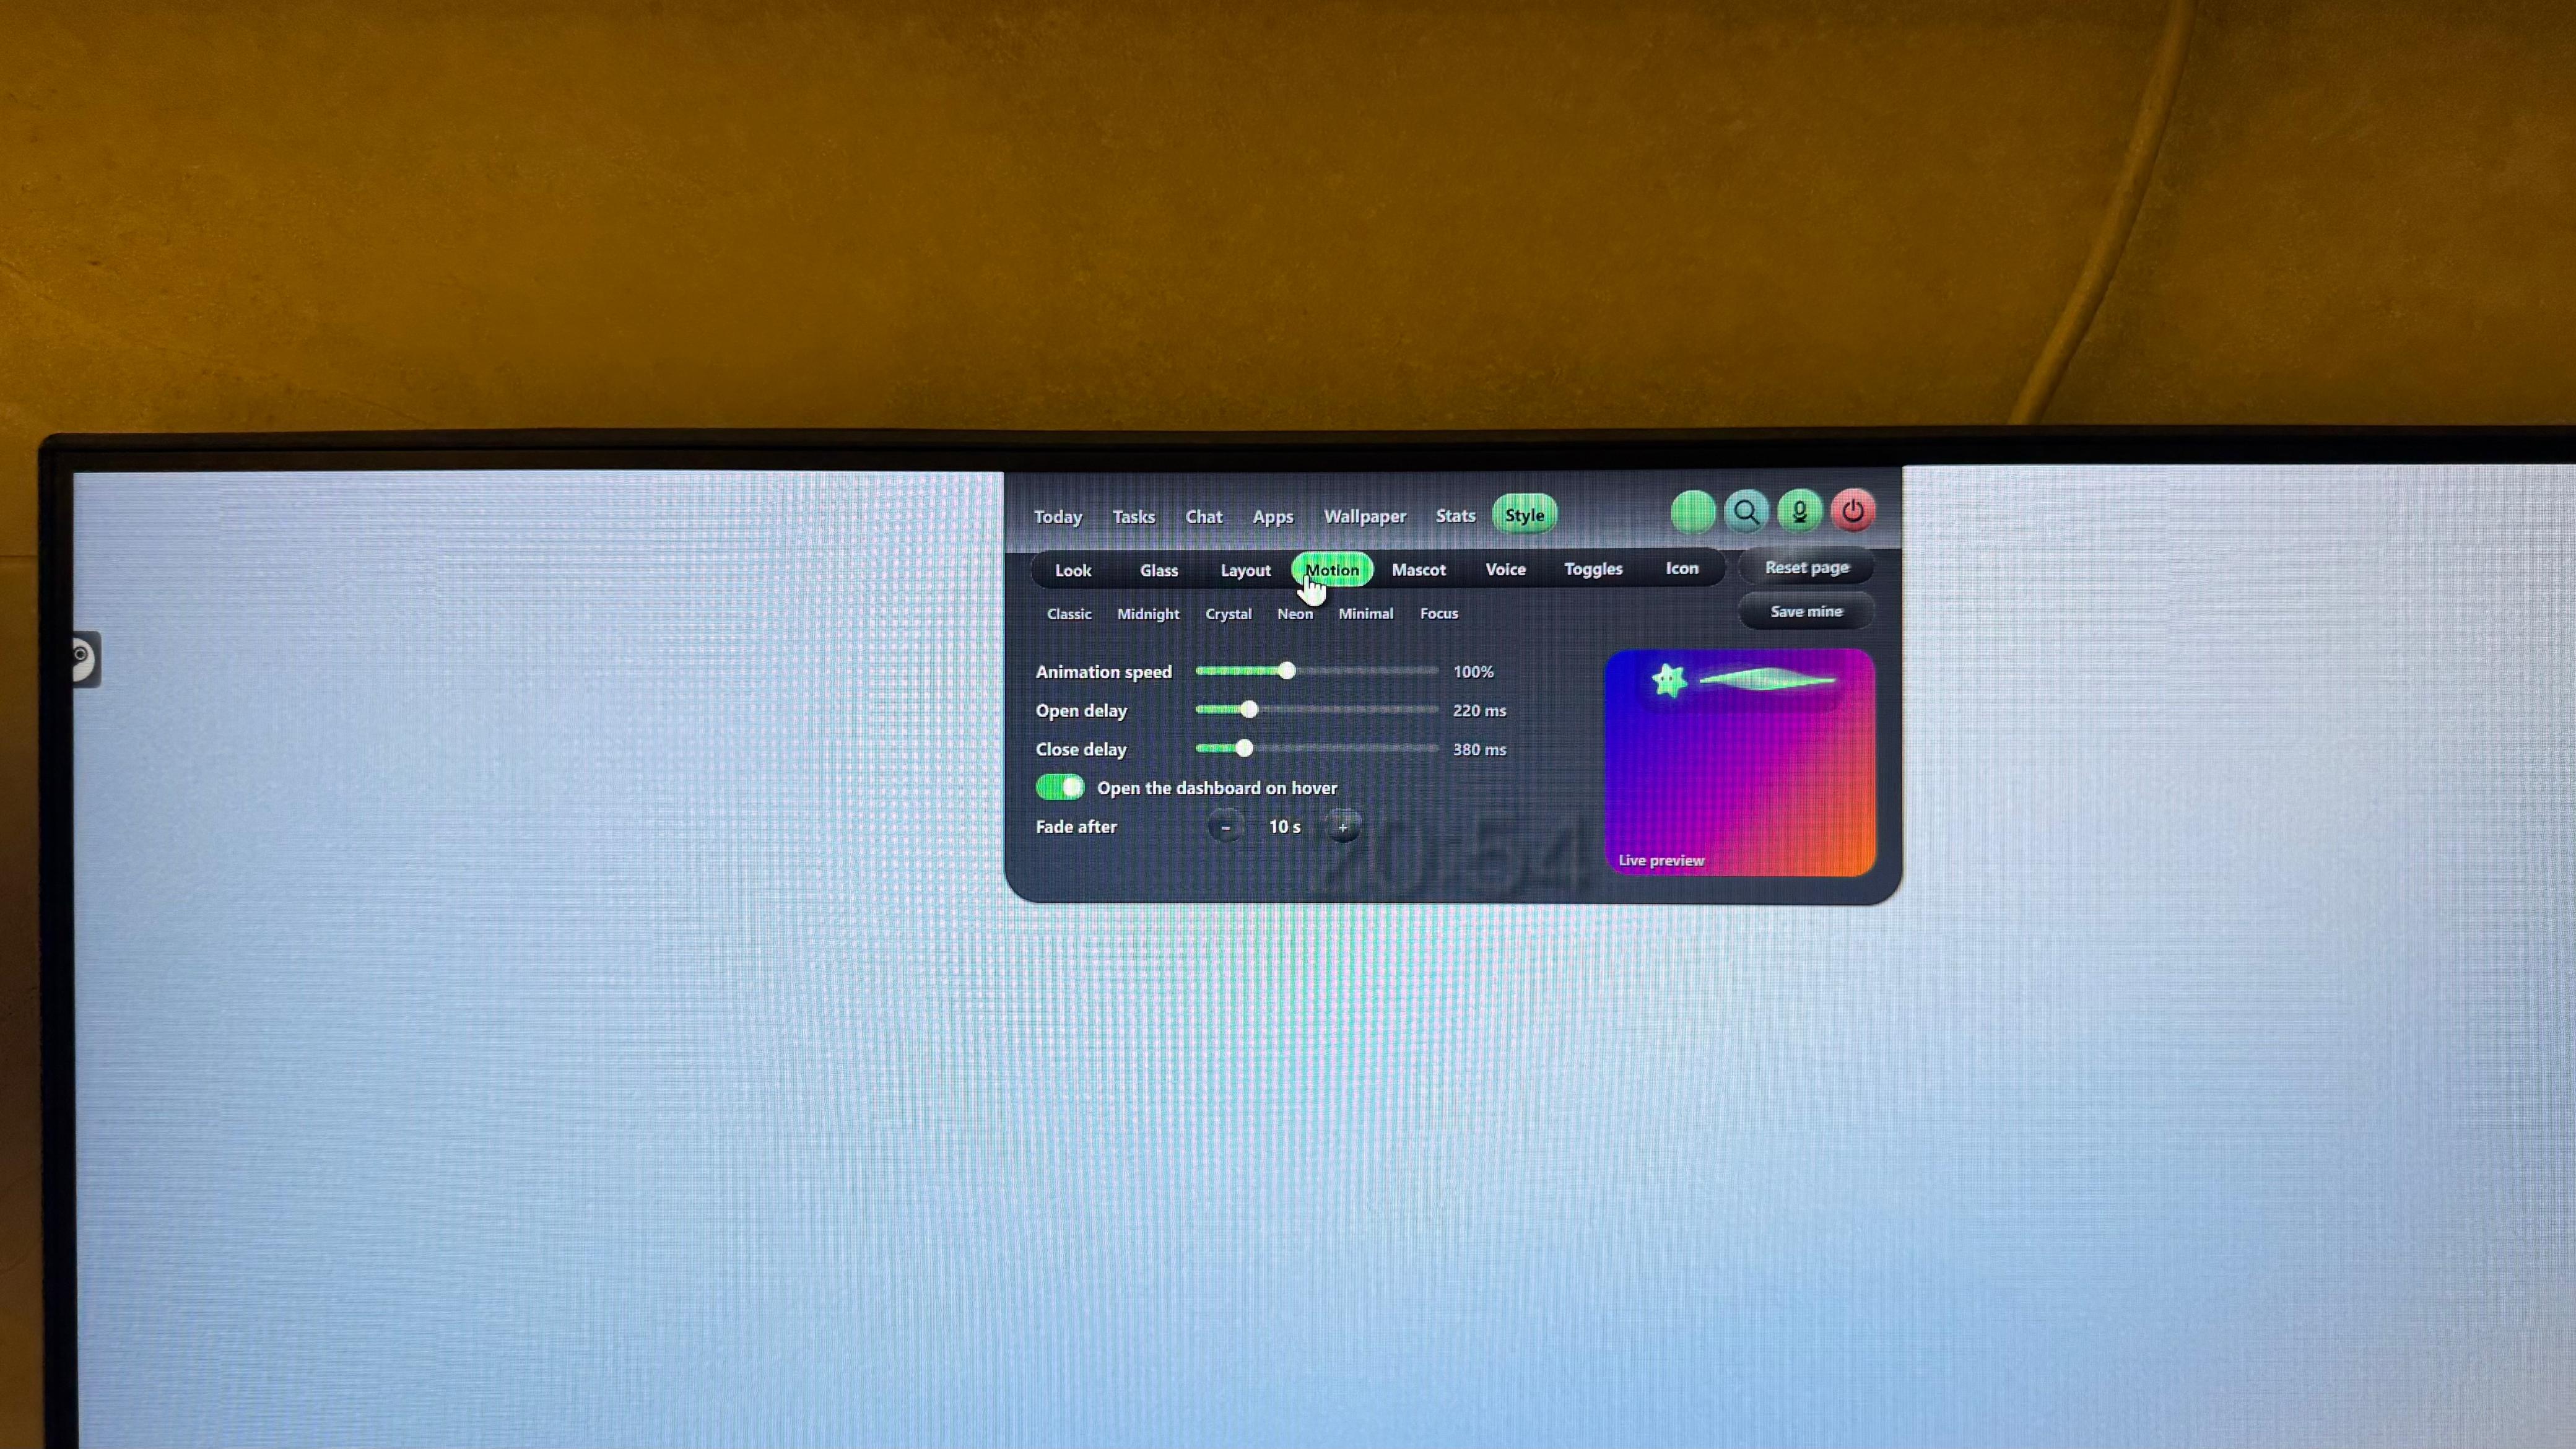 Today Tasks Chat Apps Wallpaper Stats Style
Look Glass Layout Motion Mascot Voice Toggles Icon Reset page
Classic Midnight Crystal Neon Minimal Focus Save mine
Animation speed 100%
Open delay 220 ms
Close delay 380 ms
Open the dashboard on hover
Fade after - 10 s +
20:54
Live preview